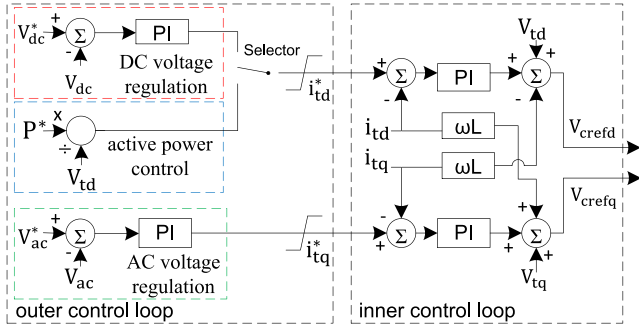 V*dc
+
-
Σ
PI
Vdc
DC voltage
regulation
Selector
P*
x
÷
Vtd
active power
control
V*ac
+
-
Σ
PI
Vac
AC voltage
regulation
outer control loop
i*td
i*tq
+
-
Σ
PI
Vtd
+
+
-
Σ
itd
ωL
itq
ωL
-
+
Σ
PI
+
+
+
Σ
Vtq
Vcrefd
Vcrefq
inner control loop